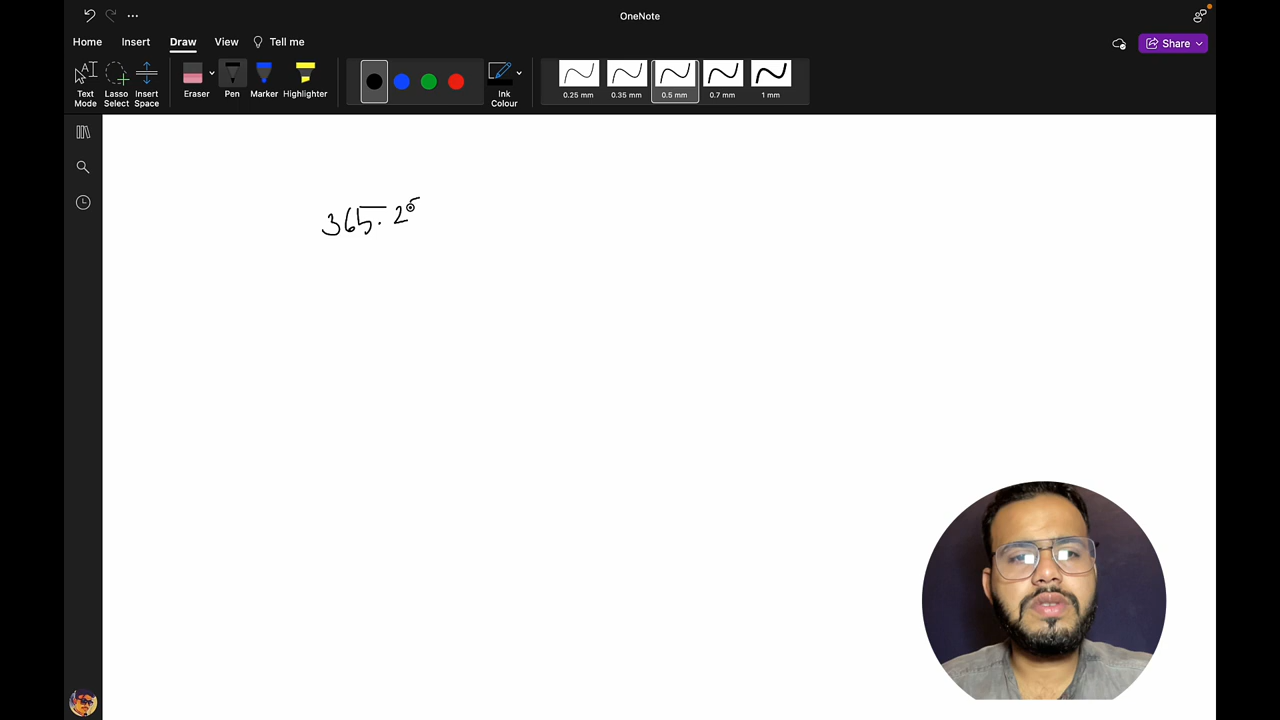 OneNote
Home Insert Draw View Tell me
Share
Text Mode
Lasso Select
Insert Space
Eraser
Pen
Marker
Highlighter
Ink Colour
0.25 mm
0.35 mm
0.5 mm
0.7 mm
1 mm
365.25